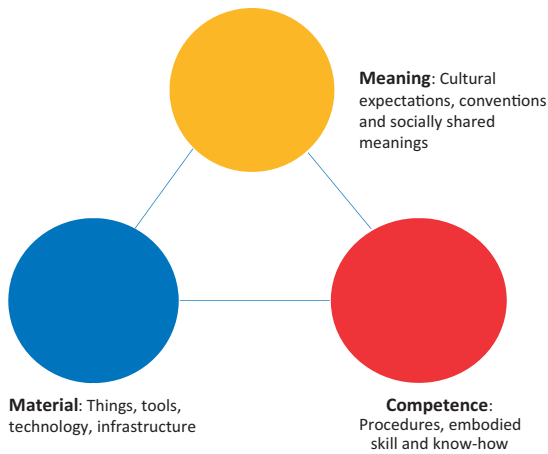 Meaning: Cultural
expectations, conventions
and socially shared
meanings
Material: Things, tools,
technology, infrastructure
Competence:
Procedures, embodied
skill and know-how